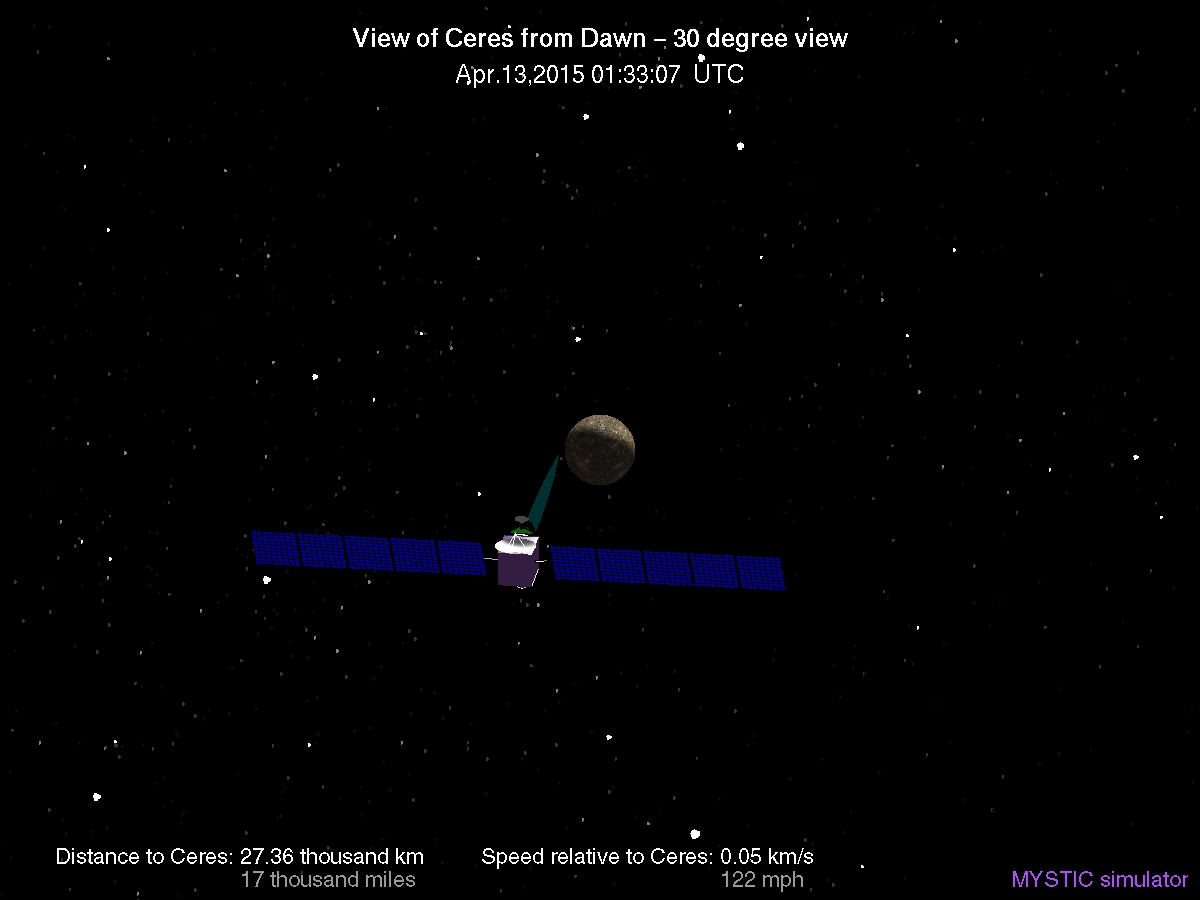 View of Ceres from Dawn – 30 degree view
Apr.13,2015 01:33:07 UTC
Distance to Ceres: 27.36 thousand km
17 thousand miles
Speed relative to Ceres: 0.05 km/s
122 mph
MYSTIC simulator